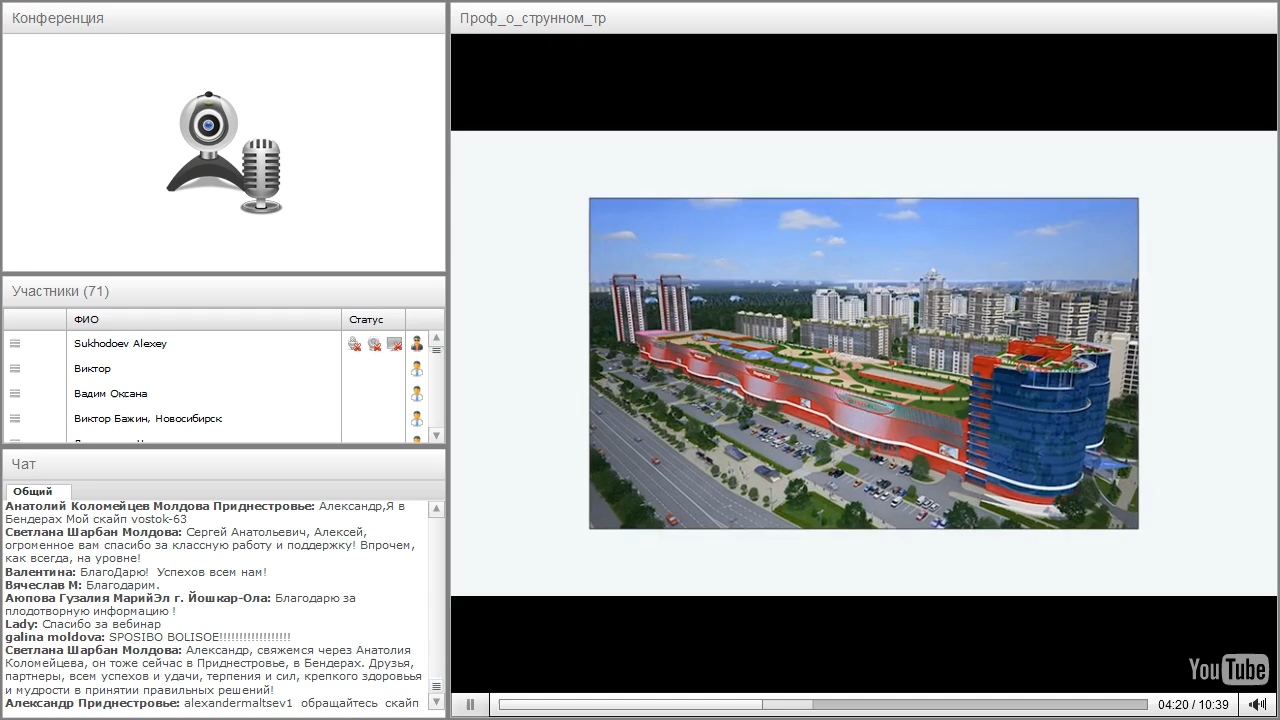 Конференция
Проф_о_струнном_тр
Участники (71)
ФИО
Статус
Sukhodoev Alexey
Виктор
Вадим Оксана
Виктор Бажин, Новосибирск
Чат
Общий
Анатолий Коломейцев Молдова Приднестровье: Александр,Я в
Бендерах Мой скайп vostok-63
Светлана Шарбан Молдова: Сергей Анатольевич, Алексей,
огроменное вам спасибо за классную работу и поддержку! Впрочем,
как всегда, на уровне!
Валентина: БлагоДарю! Успехов всем нам!
Вячеслав М: Благодарим.
Аюпова Гузалия МарийЭл г. Йошкар-Ола: Благодарю за
плодотворную информацию !
Lady: Спасибо за вебинар
galina moldova: SPOSIBO BOLISOE!!!!!!!!!!!!!!!!!!
Светлана Шарбан Молдова: Александр, свяжемся через Анатолия
Коломейцева, он тоже сейчас в Приднестровье, в Бендерах. Друзья,
партнеры, всем успехов и удачи, терпения и сил, крепкого здоровья
и мудрости в принятии правильных решений!
Александр Приднестровье: alexandermaltsev1 обращайтесь скайп
YouTube
04:20 / 10:39